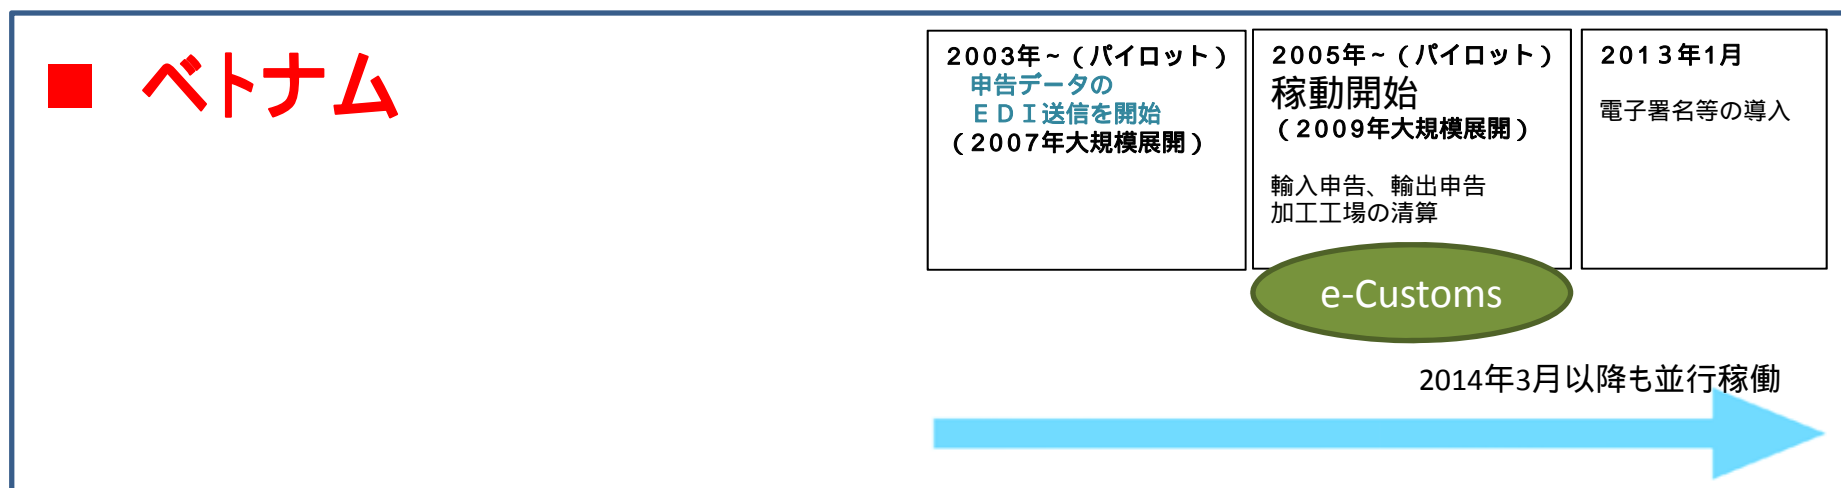 ■ ベトナム
2003年~(パイロット)
申告データの
EDI送信を開始
(2007年大規模展開)
2005年~(パイロット)
稼動開始
(2009年大規模展開)
輸入申告、輸出申告
加工工場の清算
2013年1月
電子署名等の導入
e-Customs
2014年3月以降も並行稼働